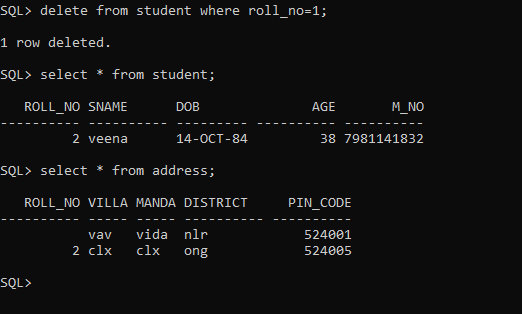 SQL> delete from student where roll_no=1;
1 row deleted.
SQL> select * from student;
   ROLL_NO SNAME      DOB              AGE       M_NO
---------- ---------- --------- ---------- ----------
         2 veena      14-OCT-84         38 7981141832
SQL> select * from address;
   ROLL_NO VILLA MANDA DISTRICT     PIN_CODE
---------- ----- ----- ---------- ----------
           vav   vida  nlr            524001
         2 clx   clx   ong            524005
SQL>